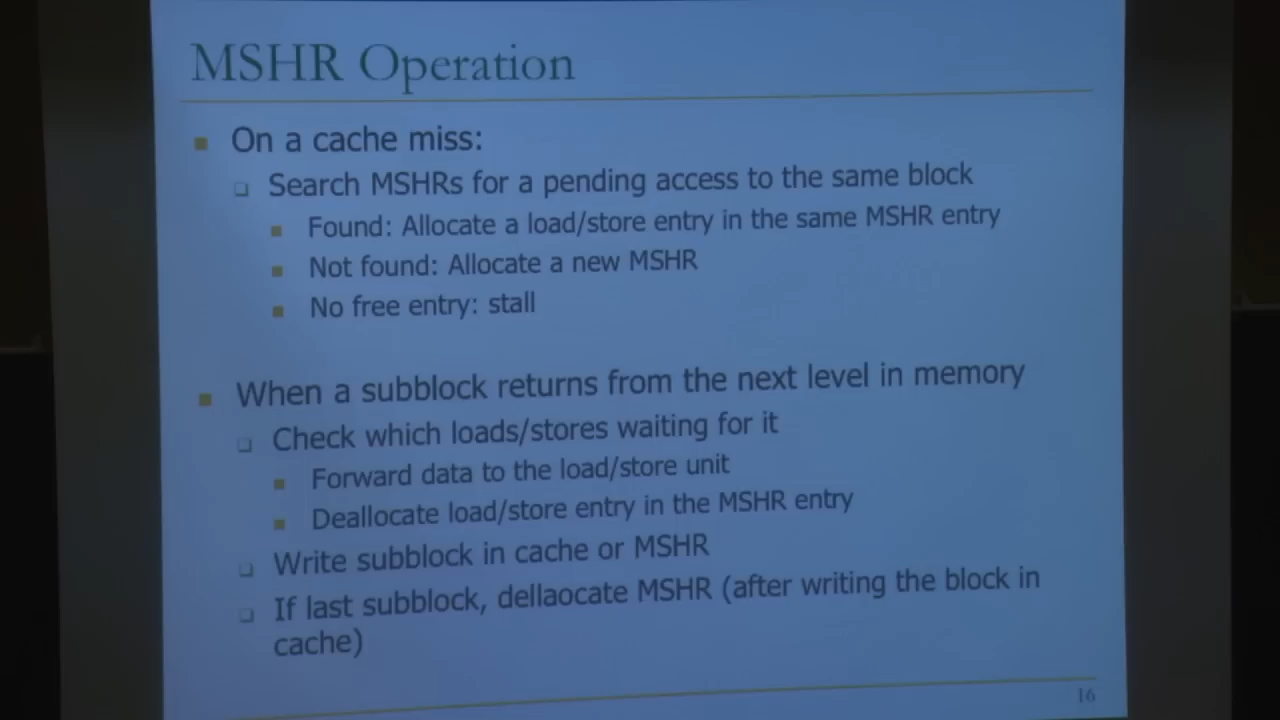 MSHR Operation
On a cache miss:
Search MSHRs for a pending access to the same block
Found: Allocate a load/store entry in the same MSHR entry
Not found: Allocate a new MSHR
No free entry: stall
When a subblock returns from the next level in memory
Check which loads/stores waiting for it
Forward data to the load/store unit
Deallocate load/store entry in the MSHR entry
Write subblock in cache or MSHR
If last subblock, dellaocate MSHR (after writing the block in
cache)
16